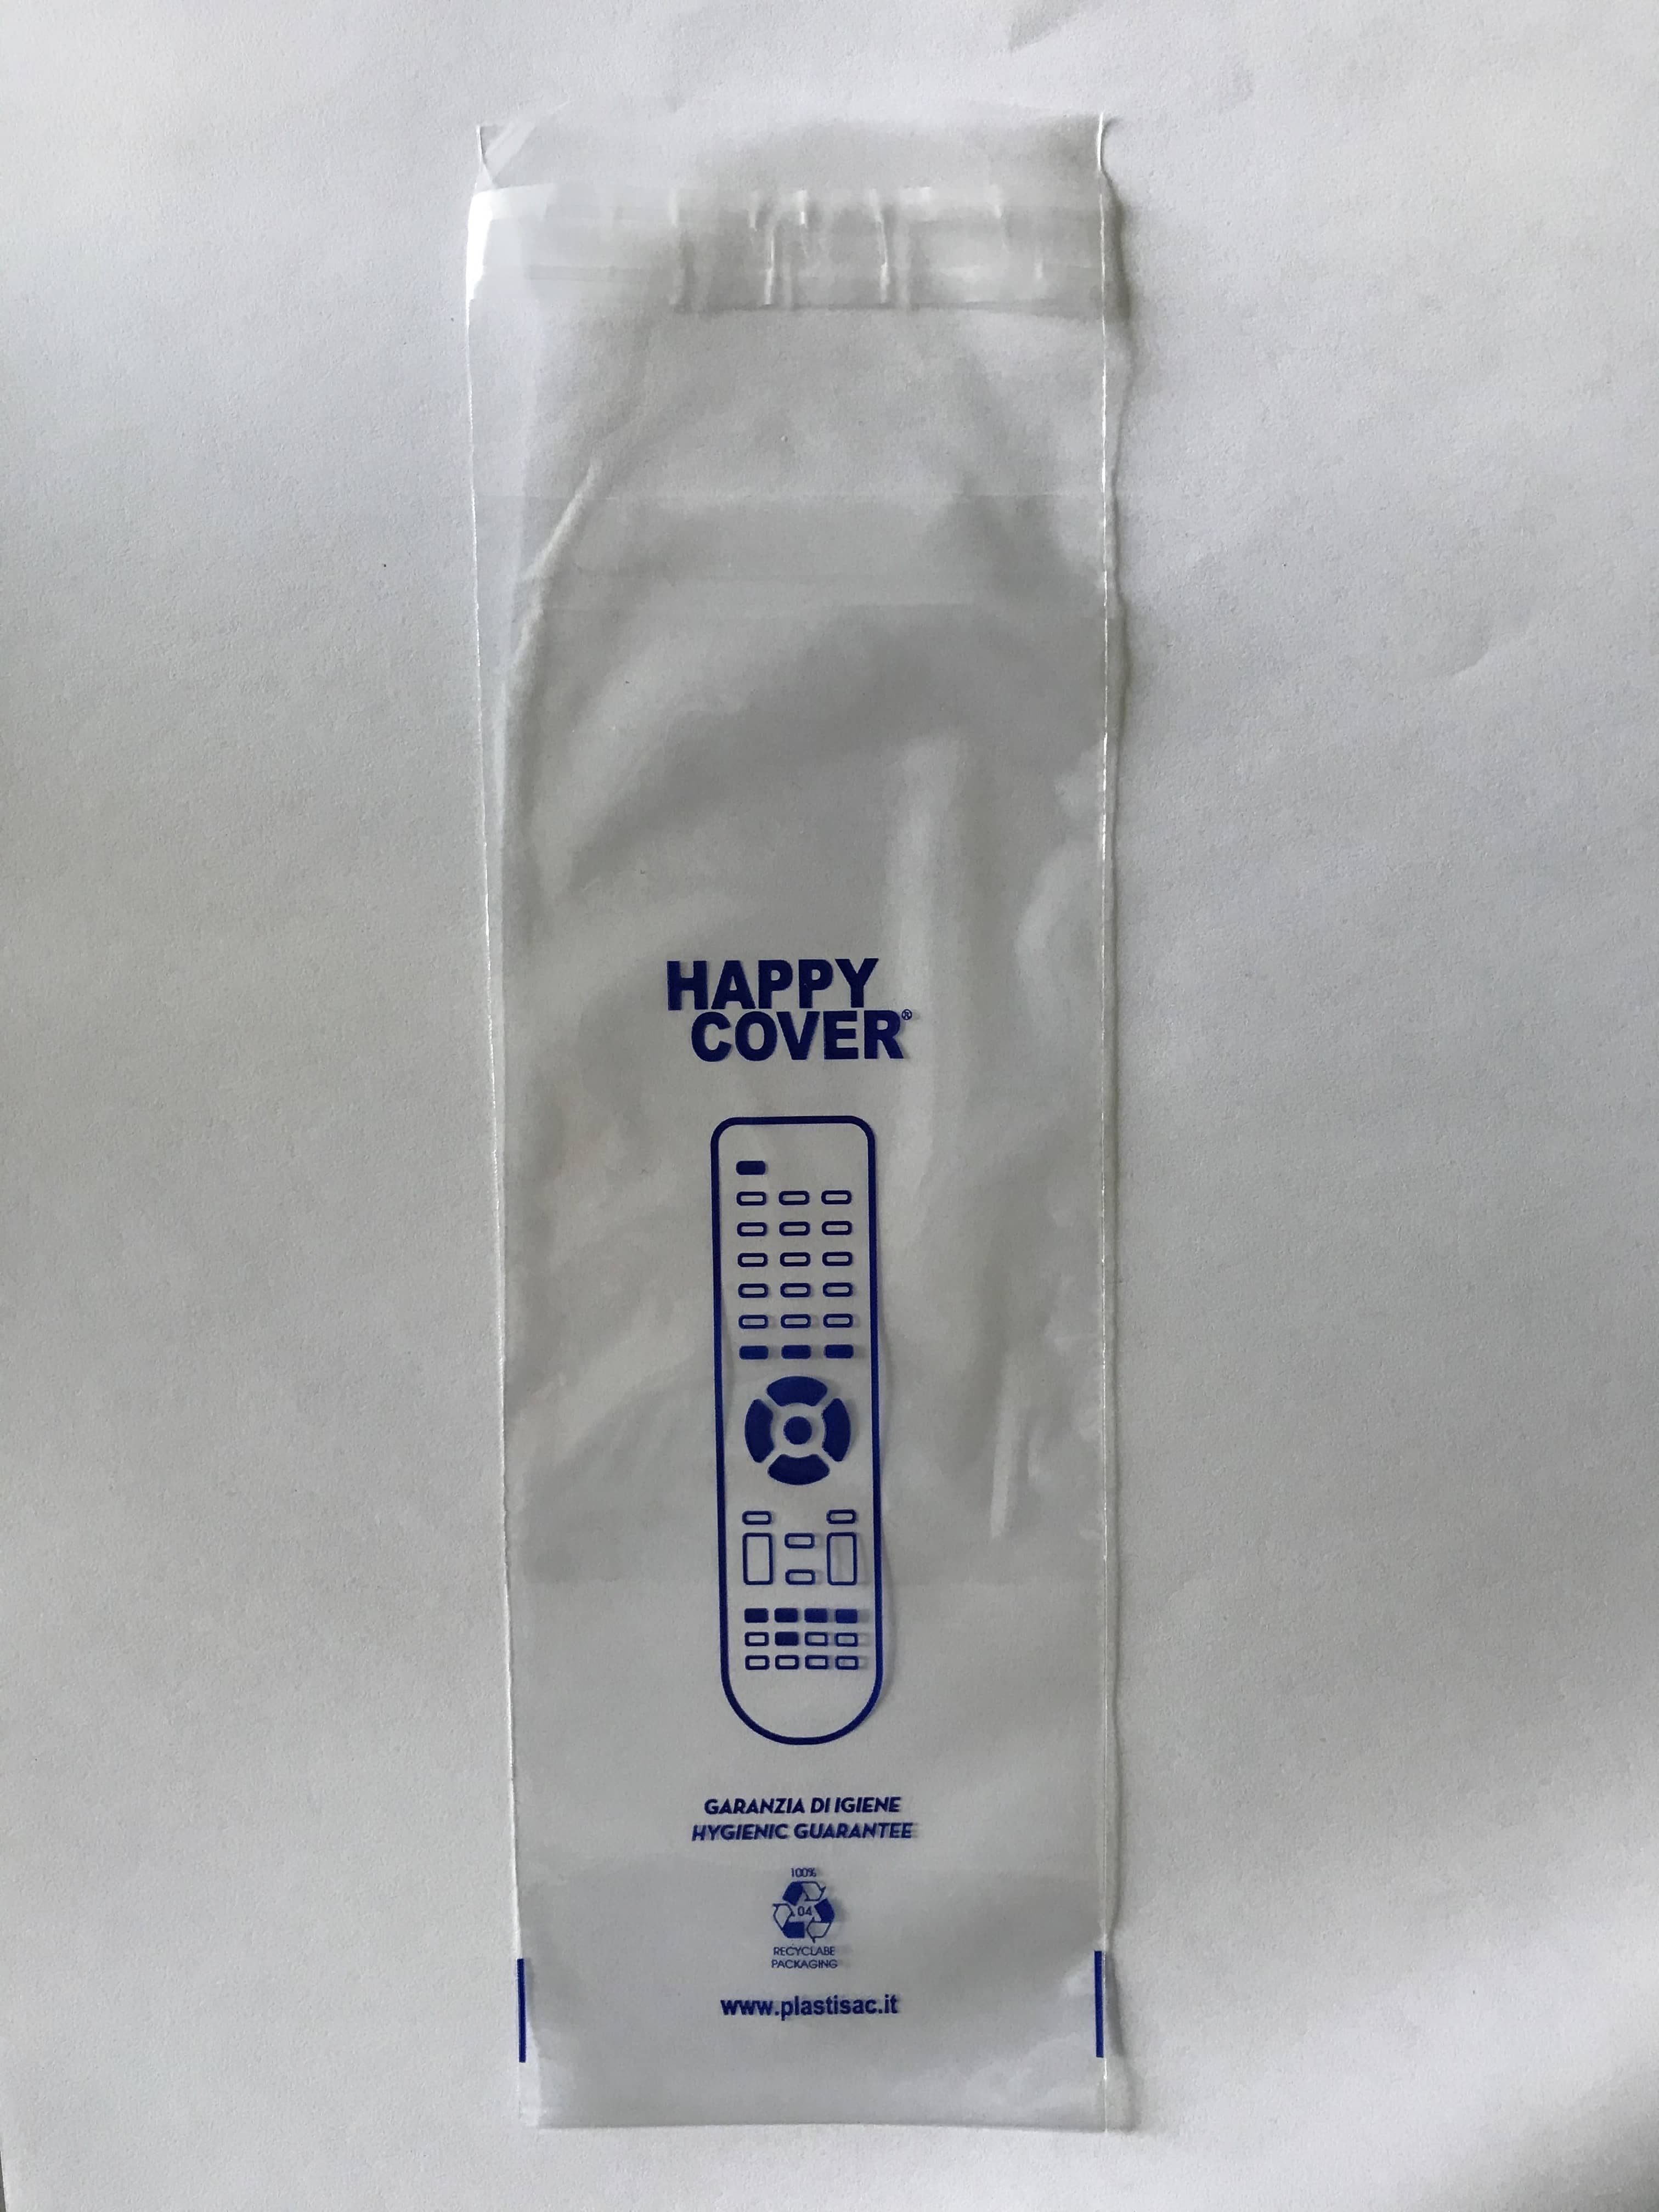 HAPPY
COVER®
GARANZIA DI IGIENE
HYGIENIC GUARANTEE
100%
04
RECYCLABE
PACKAGING
www.plastisac.it